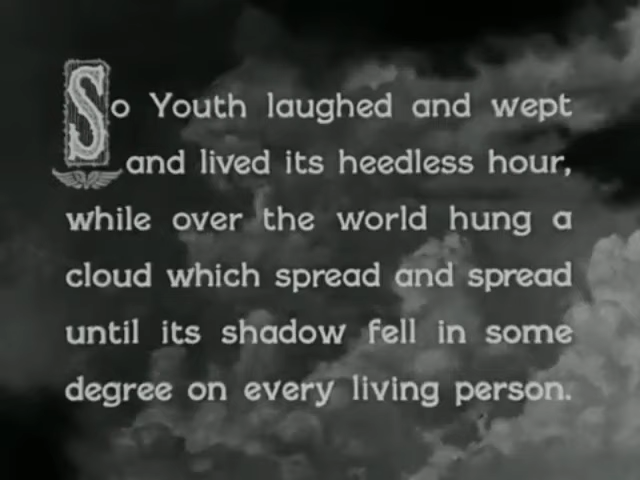 So Youth laughed and wept
and lived its heedless hour,
while over the world hung a
cloud which spread and spread
until its shadow fell in some
degree on every living person.